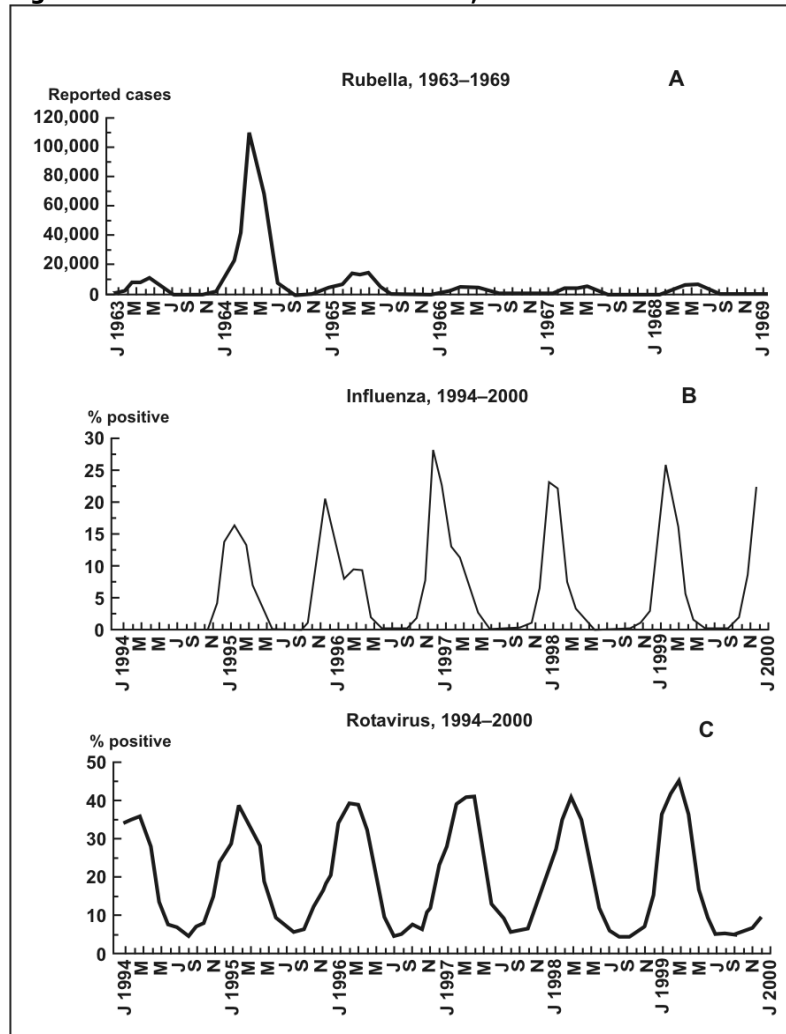 Rubella, 1963–1969
A
Reported cases
120,000
100,000
80,000
60,000
40,000
20,000
0
J 1963 M M J S N J 1964 M M J S N J 1965 M M J S N J 1966 M M J S N J 1967 M M J S N J 1968 M M J S N J 1969
Influenza, 1994–2000
B
% positive
30
25
20
15
10
5
0
J 1994 M M J S N J 1995 M M J S N J 1996 M M J S N J 1997 M M J S N J 1998 M M J S N J 1999 M M J S N J 2000
Rotavirus, 1994–2000
C
% positive
50
40
30
20
10
0
J 1994 M M J S N J 1995 M M J S N J 1996 M M J S N J 1997 M M J S N J 1998 M M J S N J 1999 M M J S N J 2000